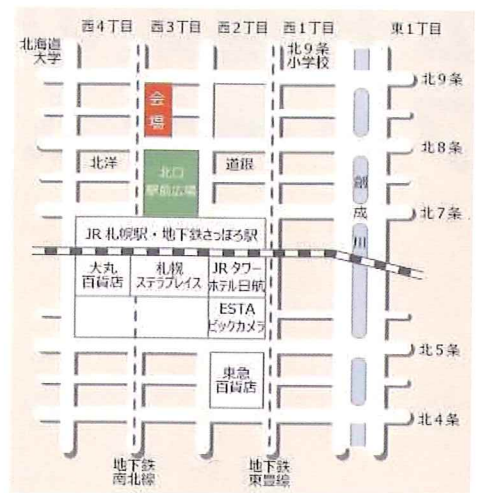 西4丁目
西3丁目
西2丁目
西1丁目
東1丁目
北海道
大学
北9条
小学校
北9条
会
場
北8条
北洋
北口
駅前広場
道銀
創
成
川
北7条
JR札幌駅・地下鉄さっぽろ駅
大丸
百貨店
札幌
ステラプレイス
JRタワー
ホテル日航
ESTA
ビックカメラ
北5条
東急
百貨店
北4条
地下鉄
南北線
地下鉄
東豊線